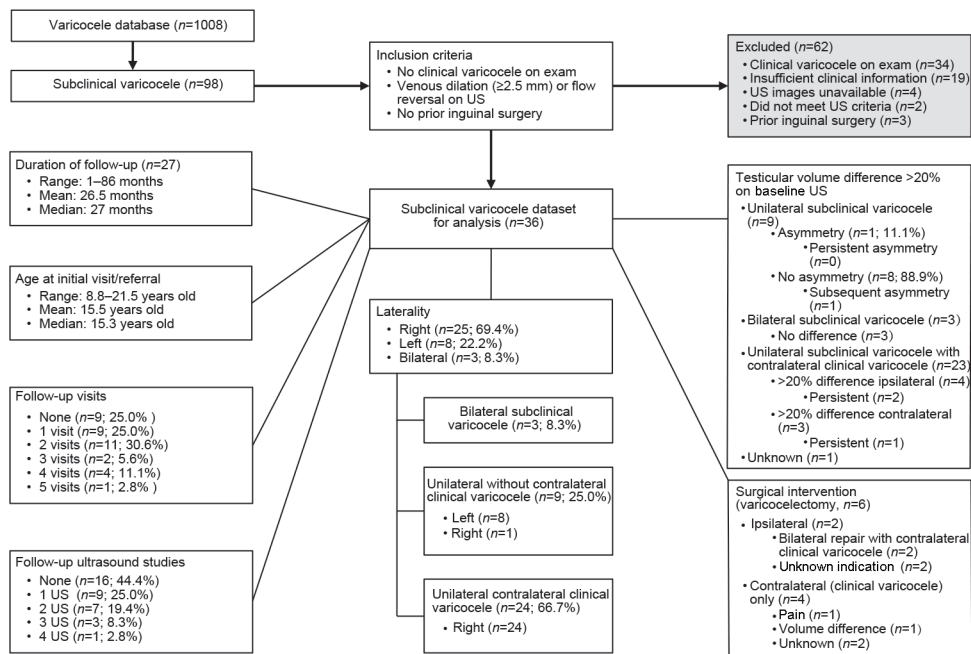 Varicocele database (n=1008)
Subclinical varicocele (n=98)
Inclusion criteria
• No clinical varicocele on exam
• Venous dilation (≥2.5 mm) or flow
reversal on US
• No prior inguinal surgery
Excluded (n=62)
• Clinical varicocele on exam (n=34)
• Insufficient clinical information (n=19)
• US images unavailable (n=4)
• Did not meet US criteria (n=2)
• Prior inguinal surgery (n=3)
Duration of follow-up (n=27)
• Range: 1–86 months
• Mean: 26.5 months
• Median: 27 months
Age at initial visit/referral
• Range: 8.8–21.5 years old
• Mean: 15.5 years old
• Median: 15.3 years old
Follow-up visits
• None (n=9; 25.0% )
• 1 visit (n=9; 25.0%)
• 2 visits (n=11; 30.6%)
• 3 visits (n=2; 5.6%)
• 4 visits (n=4; 11.1%)
• 5 visits (n=1; 2.8% )
Follow-up ultrasound studies
• None (n=16; 44.4%)
• 1 US (n=9; 25.0%)
• 2 US (n=7; 19.4%)
• 3 US (n=3; 8.3%)
• 4 US (n=1; 2.8%)
Subclinical varicocele dataset
for analysis (n=36)
Laterality
• Right (n=25; 69.4%)
• Left (n=8; 22.2%)
• Bilateral (n=3; 8.3%)
Bilateral subclinical
varicocele (n=3; 8.3%)
Unilateral without contralateral
clinical varicocele (n=9; 25.0%)
• Left (n=8)
• Right (n=1)
Unilateral contralateral clinical
varicocele (n=24; 66.7%)
• Right (n=24)
Testicular volume difference >20%
on baseline US
• Unilateral subclinical varicocele
(n=9)
• Asymmetry (n=1; 11.1%)
• Persistent asymmetry
(n=0)
• No asymmetry (n=8; 88.9%)
• Subsequent asymmetry
(n=1)
• Bilateral subclinical varicocele (n=3)
• No difference (n=3)
• Unilateral subclinical varicocele with
contralateral clinical varicocele (n=23)
• >20% difference ipsilateral (n=4)
• Persistent (n=2)
• >20% difference contralateral
(n=3)
• Persistent (n=1)
• Unknown (n=1)
Surgical intervention
(varicocelectomy, n=6)
• Ipsilateral (n=2)
• Bilateral repair with contralateral
clinical varicocele (n=2)
• Unknown indication (n=2)
• Contralateral (clinical varicocele)
only (n=4)
• Pain (n=1)
• Volume difference (n=1)
• Unknown (n=2)